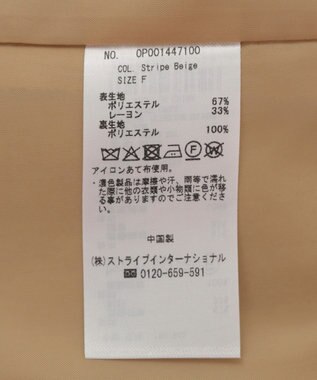 NO. OP001447100
COL. Stripe Beige
SIZE F
表生地
ポリエステル 67%
レーヨン 33%
裏生地
ポリエステル 100%
アイロンあて布使用。
・濃色製品は摩擦や汗、雨等で濡れ
た際に他の衣類や小物類に色が移
る事がありますのでご注意くださ
い。
中国製
(株)ストライプインターナショナル
0120-659-591